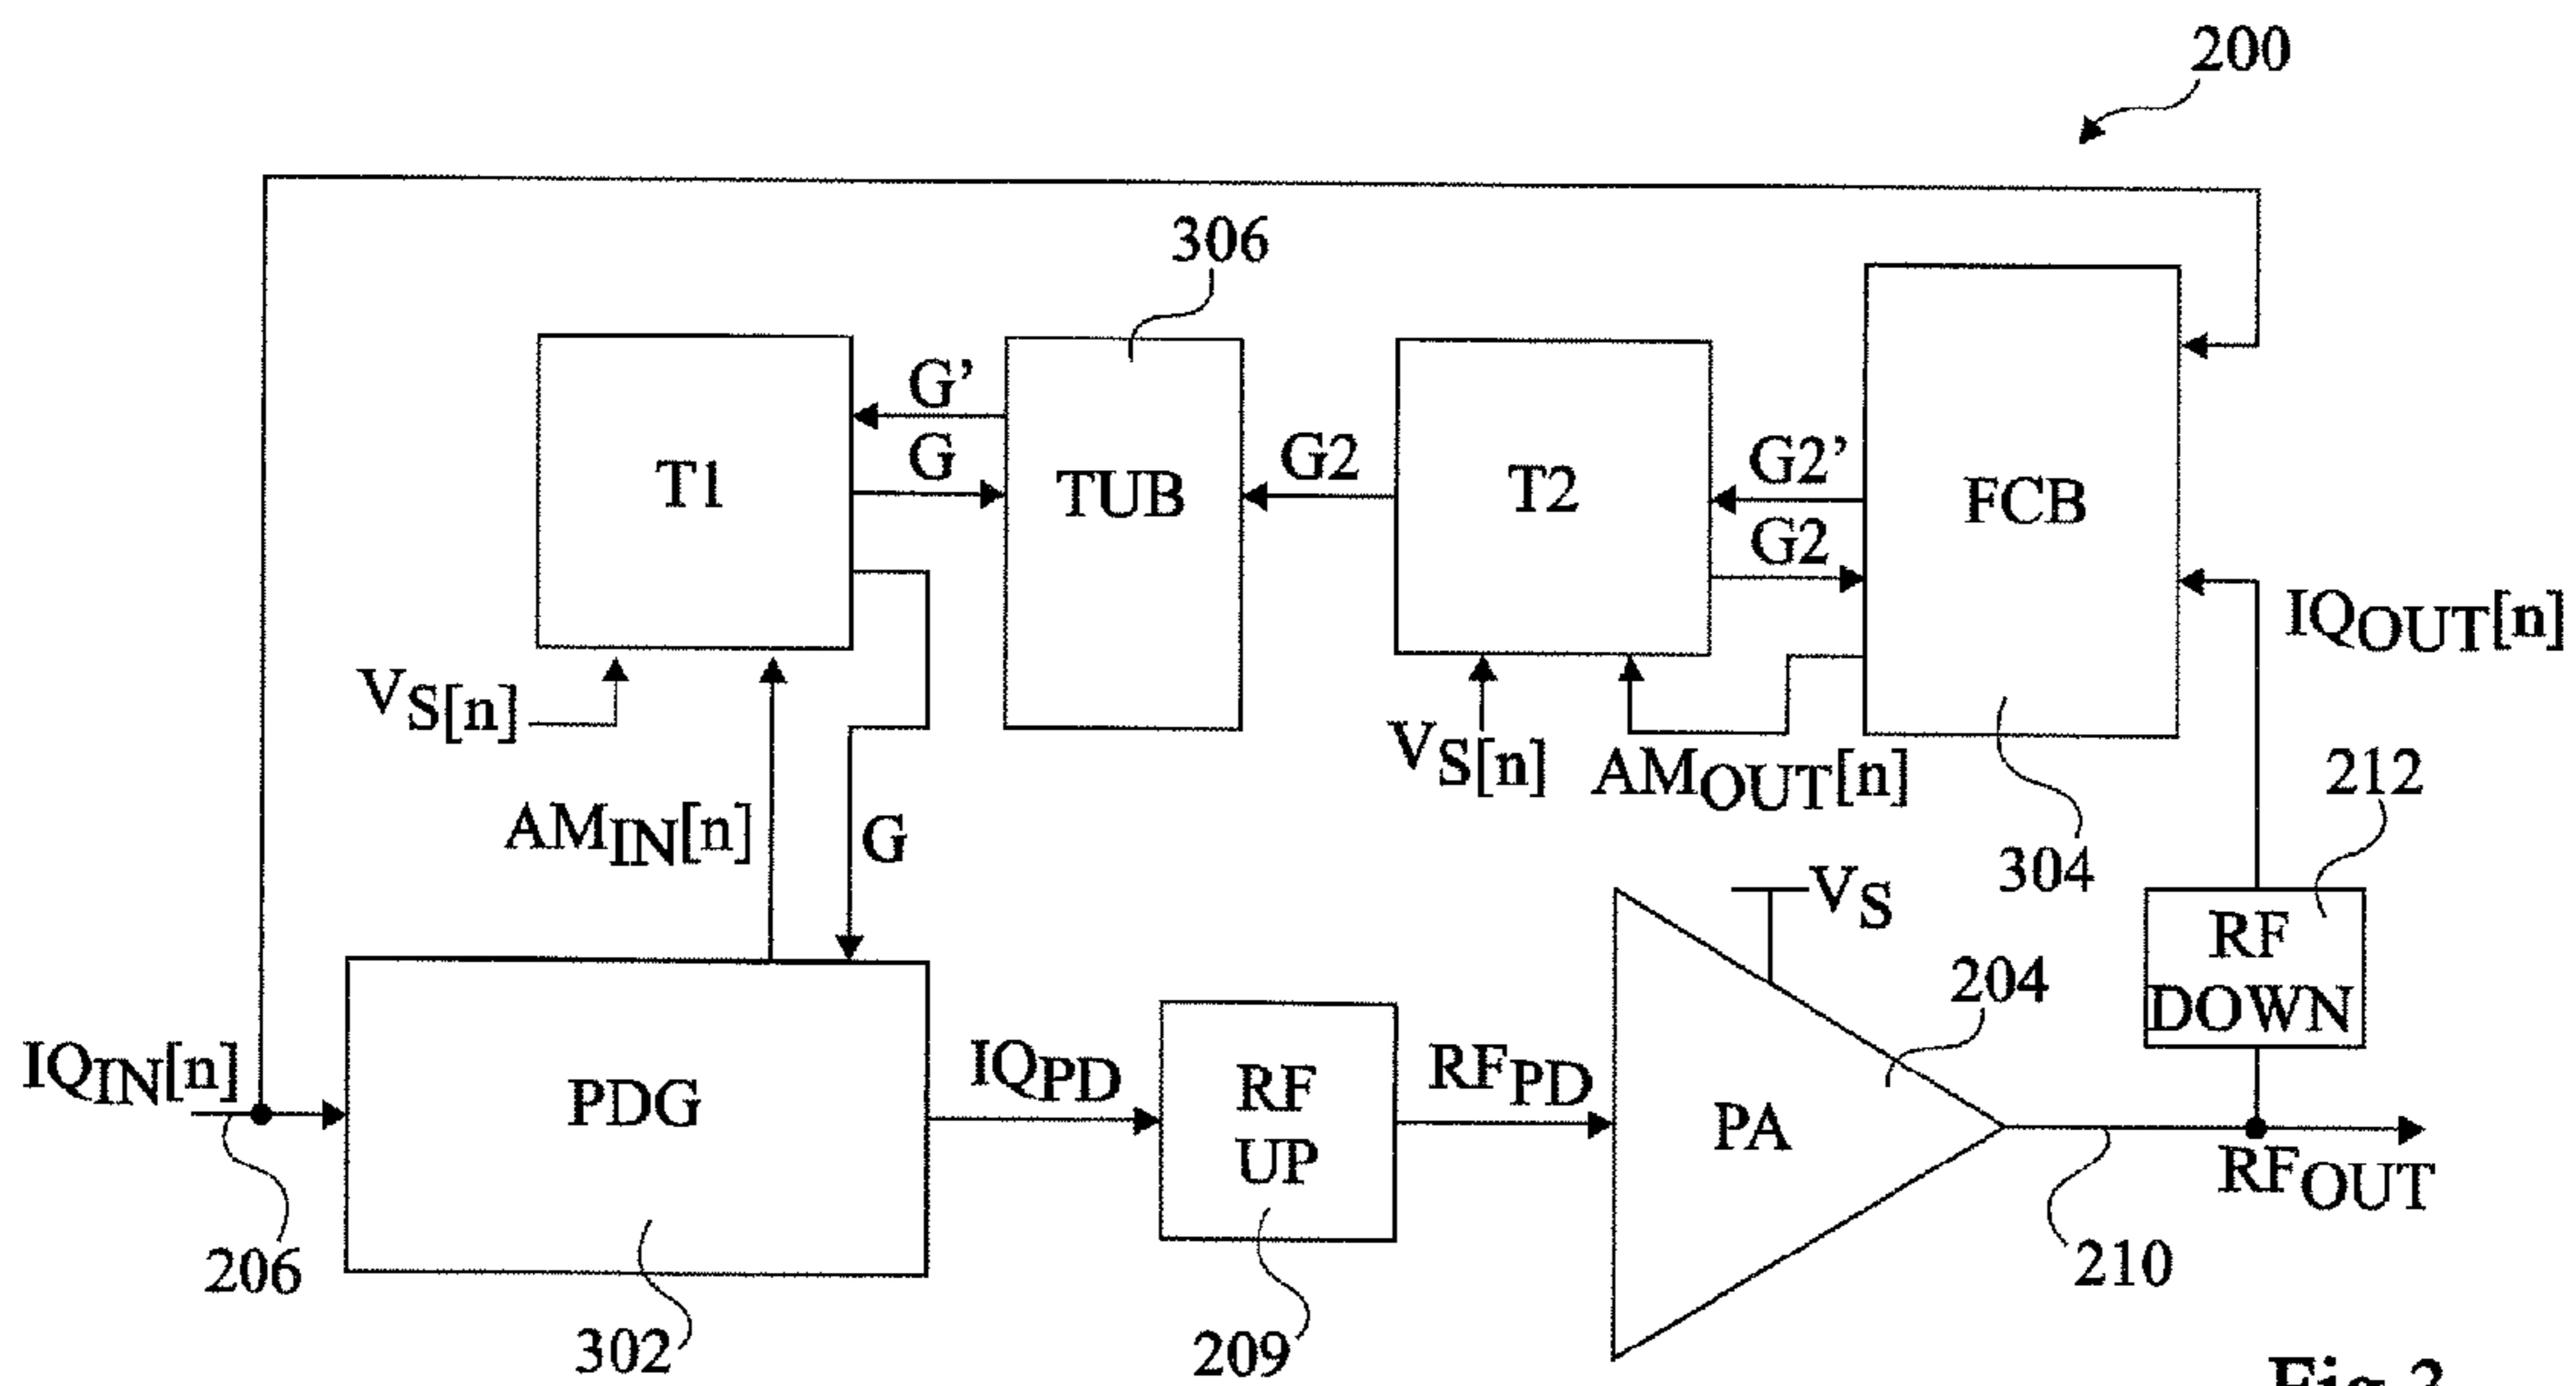 200
306
G'
G
T1
TUB
G2
T2
G2'
G2
FCB
IQOUT[n]
VS[n]
VS[n]
AMOUT[n]
212
AMIN[n]
G
304
VS
RF
DOWN
204
IQIN[n]
PDG
IQPD
RF
UP
RFPD
PA
RFOUT
206
210
302
209